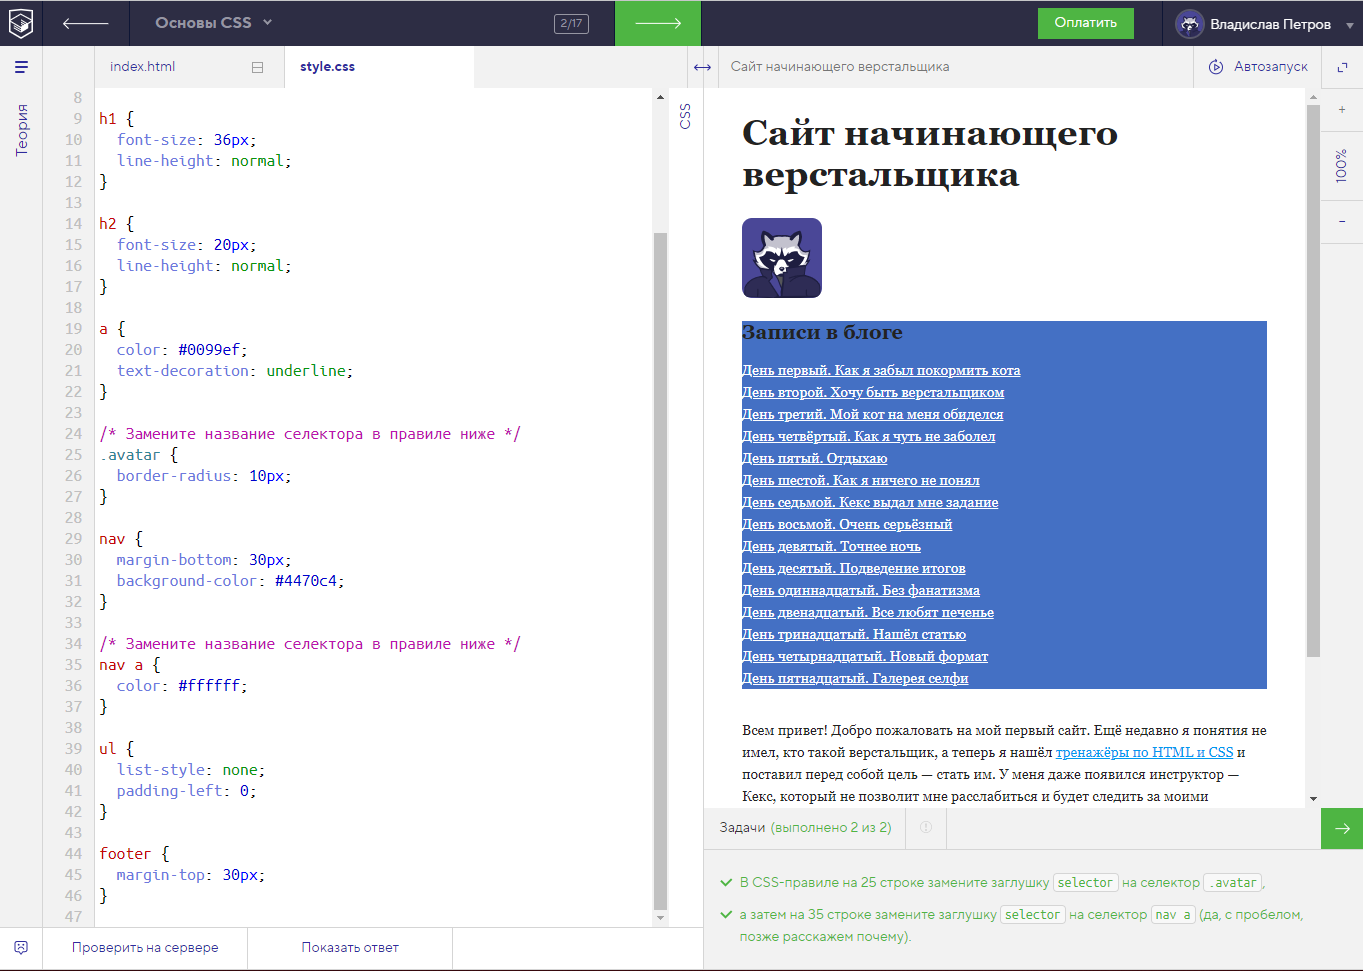 Основы CSS
2/17
Оплатить
Владислав Петров
index.html
style.css
Сайт начинающего верстальщика
Автозапуск
Теория
CSS
+
100%
−
8
9 h1 {
10 font-size: 36px;
11 line-height: normal;
12 }
13
14 h2 {
15 font-size: 20px;
16 line-height: normal;
17 }
18
19 a {
20 color: #0099ef;
21 text-decoration: underline;
22 }
23
24 /* Замените название селектора в правиле ниже */
25 .avatar {
26 border-radius: 10px;
27 }
28
29 nav {
30 margin-bottom: 30px;
31 background-color: #4470c4;
32 }
33
34 /* Замените название селектора в правиле ниже */
35 nav a {
36 color: #ffffff;
37 }
38
39 ul {
40 list-style: none;
41 padding-left: 0;
42 }
43
44 footer {
45 margin-top: 30px;
46 }
47
Проверить на сервере
Показать ответ
Сайт начинающего
верстальщика
Записи в блоге
День первый. Как я забыл покормить кота
День второй. Хочу быть верстальщиком
День третий. Мой кот на меня обиделся
День четвёртый. Как я чуть не заболел
День пятый. Отдыхаю
День шестой. Как я ничего не понял
День седьмой. Кекс выдал мне задание
День восьмой. Очень серьёзный
День девятый. Точнее ночь
День десятый. Подведение итогов
День одиннадцатый. Без фанатизма
День двенадцатый. Все любят печенье
День тринадцатый. Нашёл статью
День четырнадцатый. Новый формат
День пятнадцатый. Галерея селфи
Всем привет! Добро пожаловать на мой первый сайт. Ещё недавно я понятия не
имел, кто такой верстальщик, а теперь я нашёл тренажёры по HTML и CSS и
поставил перед собой цель — стать им. У меня даже появился инструктор —
Кекс, который не позволит мне расслабиться и будет следить за моими
Задачи (выполнено 2 из 2)
В CSS-правиле на 25 строке замените заглушку selector на селектор .avatar,
а затем на 35 строке замените заглушку selector на селектор nav a (да, с пробелом,
позже расскажем почему).